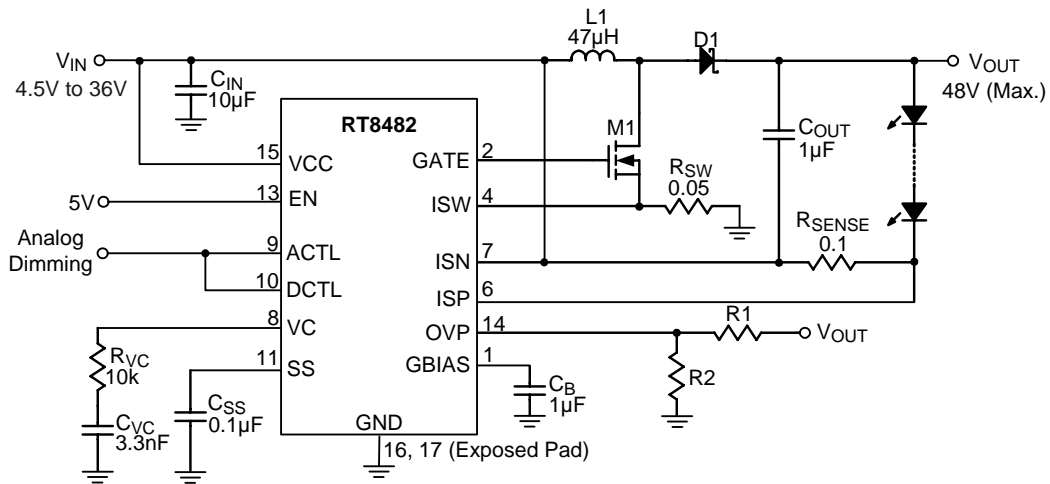 L1
47µH
D1
VIN
4.5V to 36V
CIN
10µF
VOUT
48V (Max.)
RT8482
M1
COUT
1µF
15
VCC
GATE
2
RSW
0.05
5V
13
EN
ISW
4
RSENSE
0.1
Analog
Dimming
9
ACTL
ISN
7
10
DCTL
ISP
6
8
VC
OVP
14
R1
VOUT
RVC
10k
11
SS
GBIAS
1
R2
CB
1µF
CSS
0.1µF
CVC
3.3nF
GND
16, 17 (Exposed Pad)